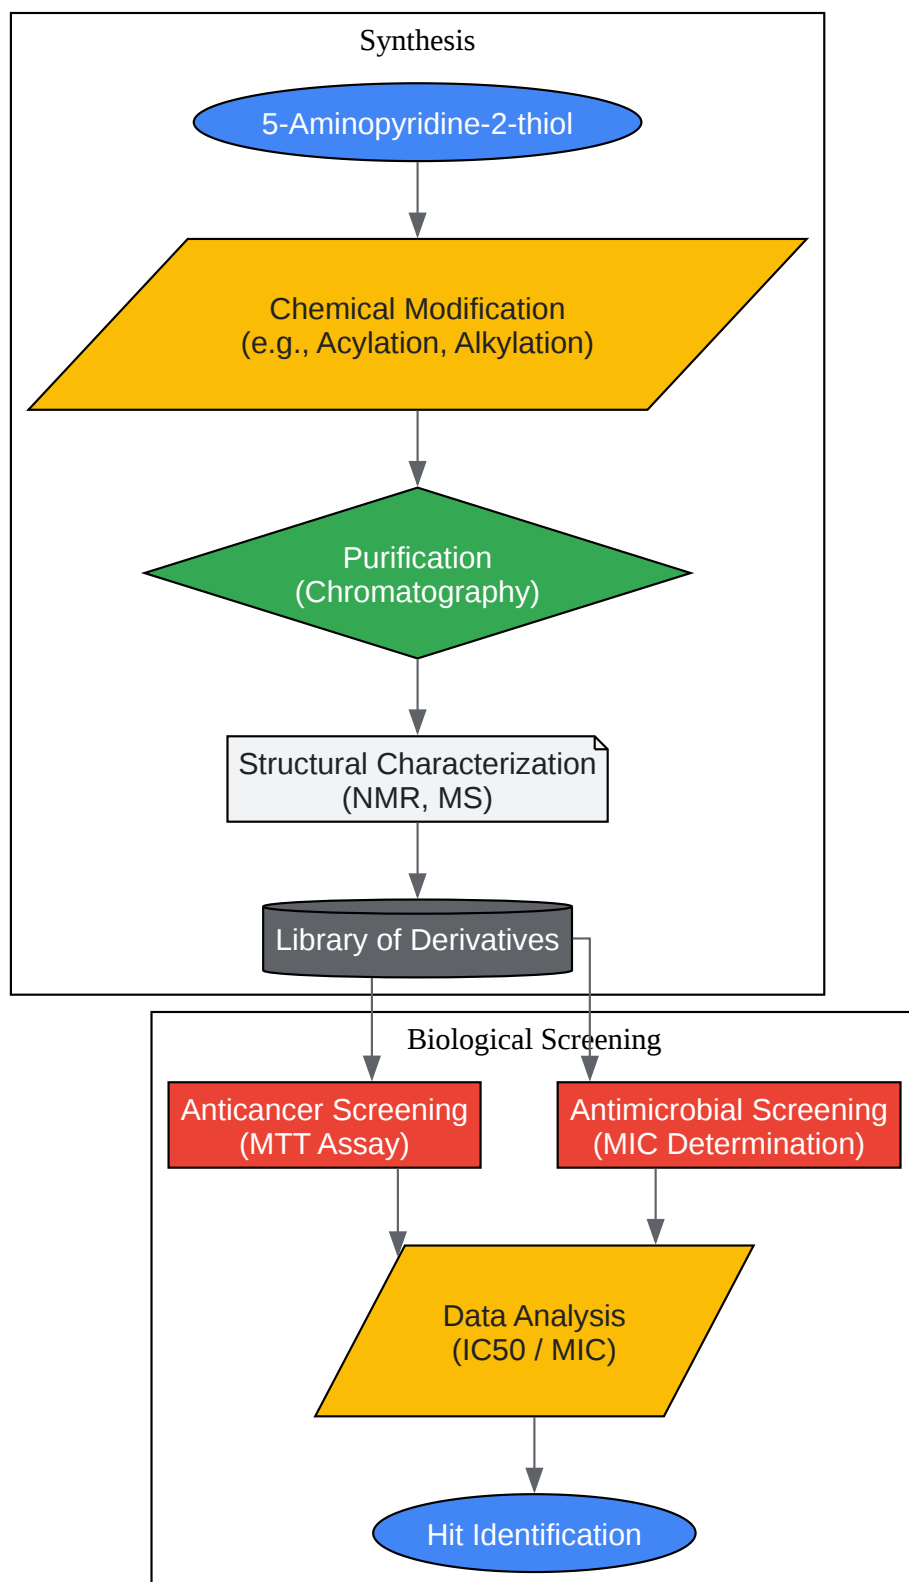 Synthesis
5-Aminopyridine-2-thiol
Chemical Modification
(e.g., Acylation, Alkylation)
Purification
(Chromatography)
Structural Characterization
(NMR, MS)
Library of Derivatives
Biological Screening
Anticancer Screening
(MTT Assay)
Antimicrobial Screening
(MIC Determination)
Data Analysis
(IC50 / MIC)
Hit Identification